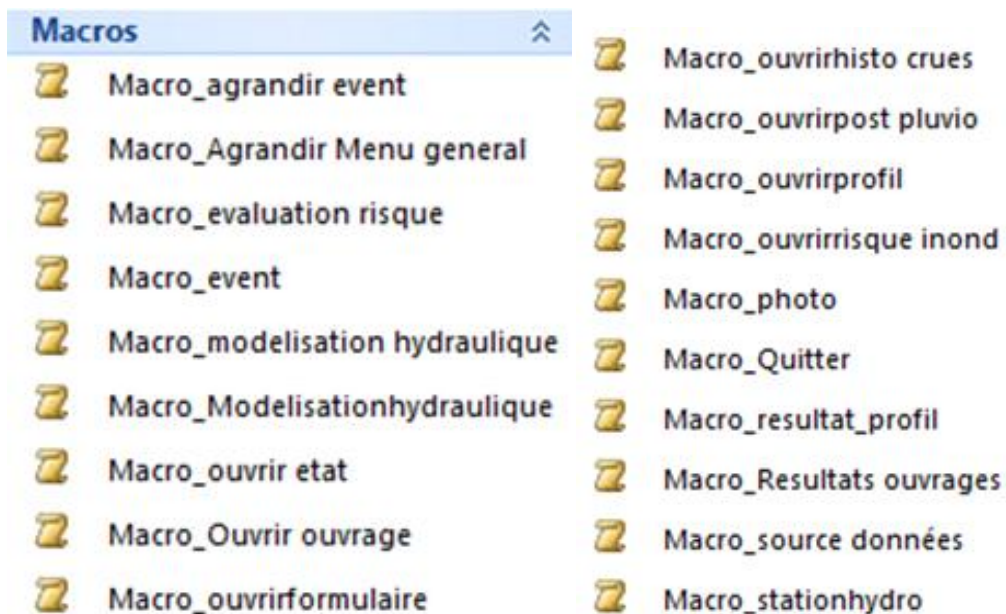 Macros
Macro_agrandir event
Macro_Agrandir Menu general
Macro_evaluation risque
Macro_event
Macro_modelisation hydraulique
Macro_Modelisationhydraulique
Macro_ouvrir etat
Macro_Ouvrir ouvrage
Macro_ouvrirformulaire
Macro_ouvrirhisto crues
Macro_ouvrirpost pluvio
Macro_ouvrirprofil
Macro_ouvrirrisque inond
Macro_photo
Macro_Quitter
Macro_resultat_profil
Macro_Resultats ouvrages
Macro_source données
Macro_stationhydro